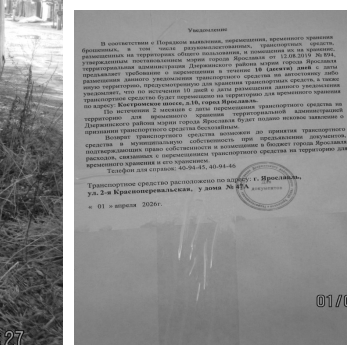 Уведомление
В соответствии с Порядком выявления, перемещения, временного хранения
брошенных, в том числе разукомплектованных, транспортных средств,
размещенных на территориях общего пользования, и помещения их на хранение,
утвержденным постановлением мэрии города Ярославля от 12.08.2019 № 894,
территориальная администрация Дзержинского района мэрии города Ярославля
предъявляет требование о перемещении в течение 10 (десяти) дней с даты
размещения данного уведомления транспортного средства на автостоянку либо
иную территорию, предусмотренную для хранения транспортных средств, а также
уведомляет, что по истечении 10 дней с даты размещения данного уведомления
транспортное средство будет перемещено на территорию для временного хранения
по адресу: Костромское шоссе, д.10, город Ярославль.
По истечении 2 месяцев с даты перемещения транспортного средства на
территорию для временного хранения территориальной администрацией
Дзержинского района мэрии города Ярославля будет подано исковое заявление о
признании транспортного средства бесхозяйным.
Возврат транспортного средства возможен до принятия транспортного
средства в муниципальную собственность при предъявлении документов,
подтверждающих право собственности и возмещение в бюджет города Ярославля
расходов, связанных с перемещением транспортного средства на территорию для
временного хранения и его хранением.
Телефон для справок: 40-94-45, 40-94-46
Транспортное средство расположено по адресу: г. Ярославль,
ул. 2-я Красноперевальская, у дома № 47А
« 01 » апреля 2026г.
27
01/0